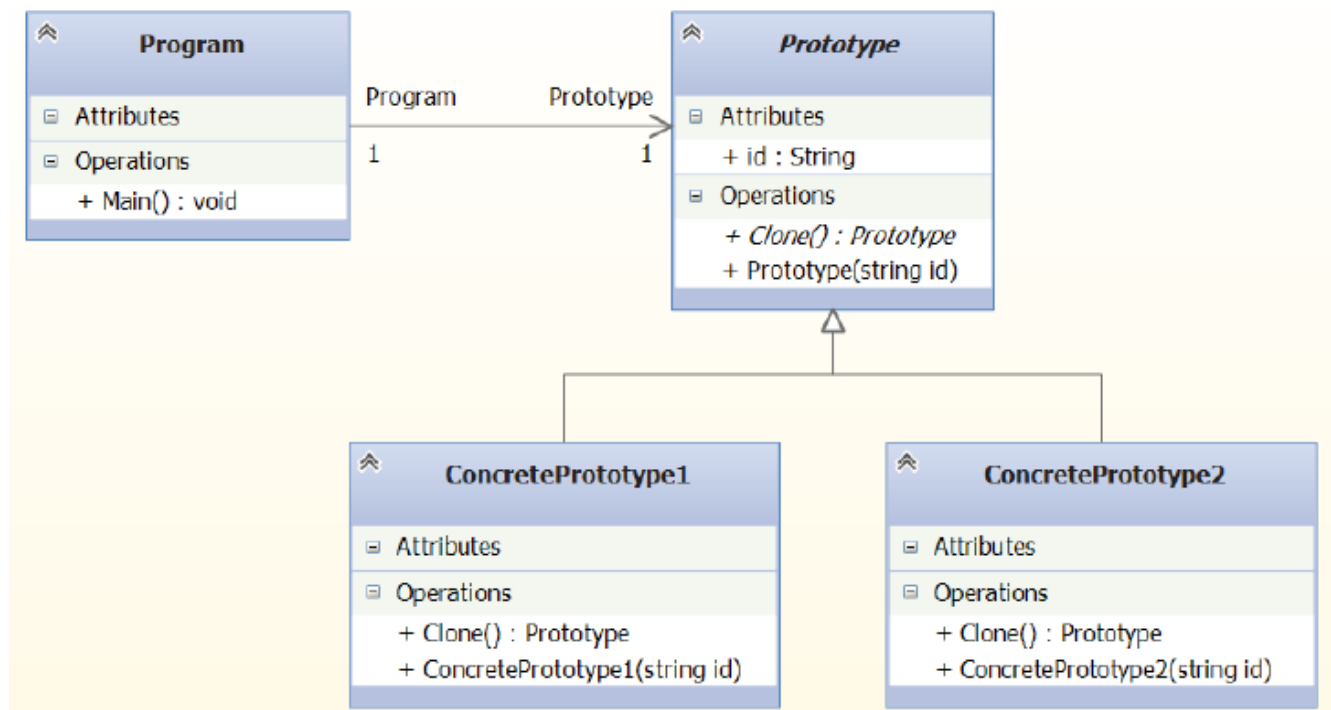 Program
Attributes
Operations
+ Main() : void
Program
Prototype
1
1
Prototype
Attributes
+ id : String
Operations
+ Clone() : Prototype
+ Prototype(string id)
ConcretePrototype1
Attributes
Operations
+ Clone() : Prototype
+ ConcretePrototype1(string id)
ConcretePrototype2
Attributes
Operations
+ Clone() : Prototype
+ ConcretePrototype2(string id)